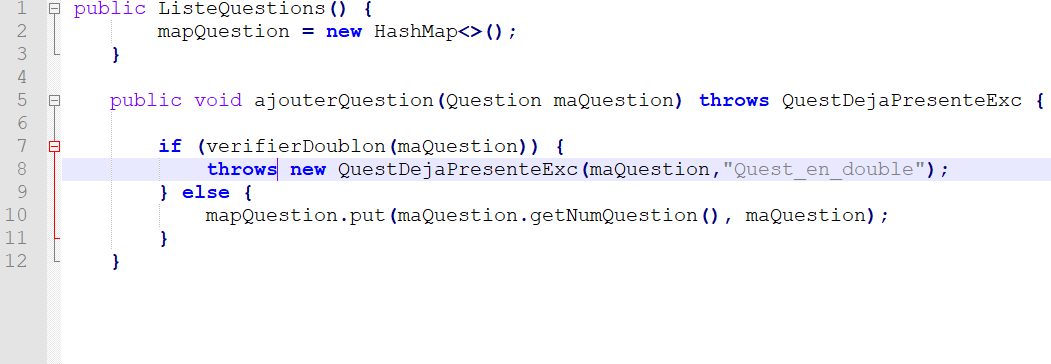 1 public ListeQuestions() {
2 mapQuestion = new HashMap<>();
3 }
4
5 public void ajouterQuestion(Question maQuestion) throws QuestDejaPresenteExc {
6
7 if (verifierDoublon(maQuestion)) {
8 throws new QuestDejaPresenteExc(maQuestion,"Quest_en_double");
9 } else {
10 mapQuestion.put(maQuestion.getNumQuestion(), maQuestion);
11 }
12 }